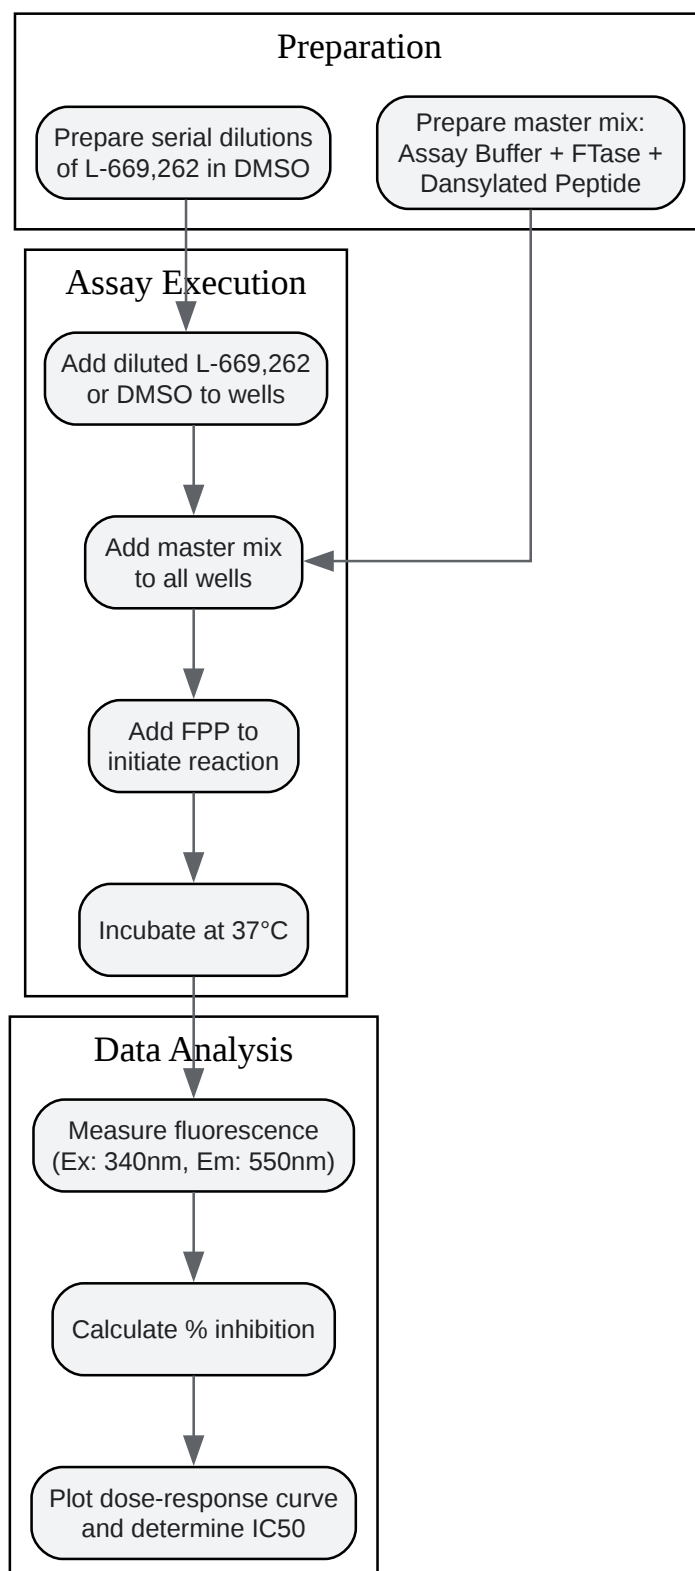 Preparation
Prepare serial dilutions
of L-669,262 in DMSO
Prepare master mix:
Assay Buffer + FTase +
Dansylated Peptide
Assay Execution
Add diluted L-669,262
or DMSO to wells
Add master mix
to all wells
Add FPP to
initiate reaction
Incubate at 37°C
Data Analysis
Measure fluorescence
(Ex: 340nm, Em: 550nm)
Calculate % inhibition
Plot dose-response curve
and determine IC50